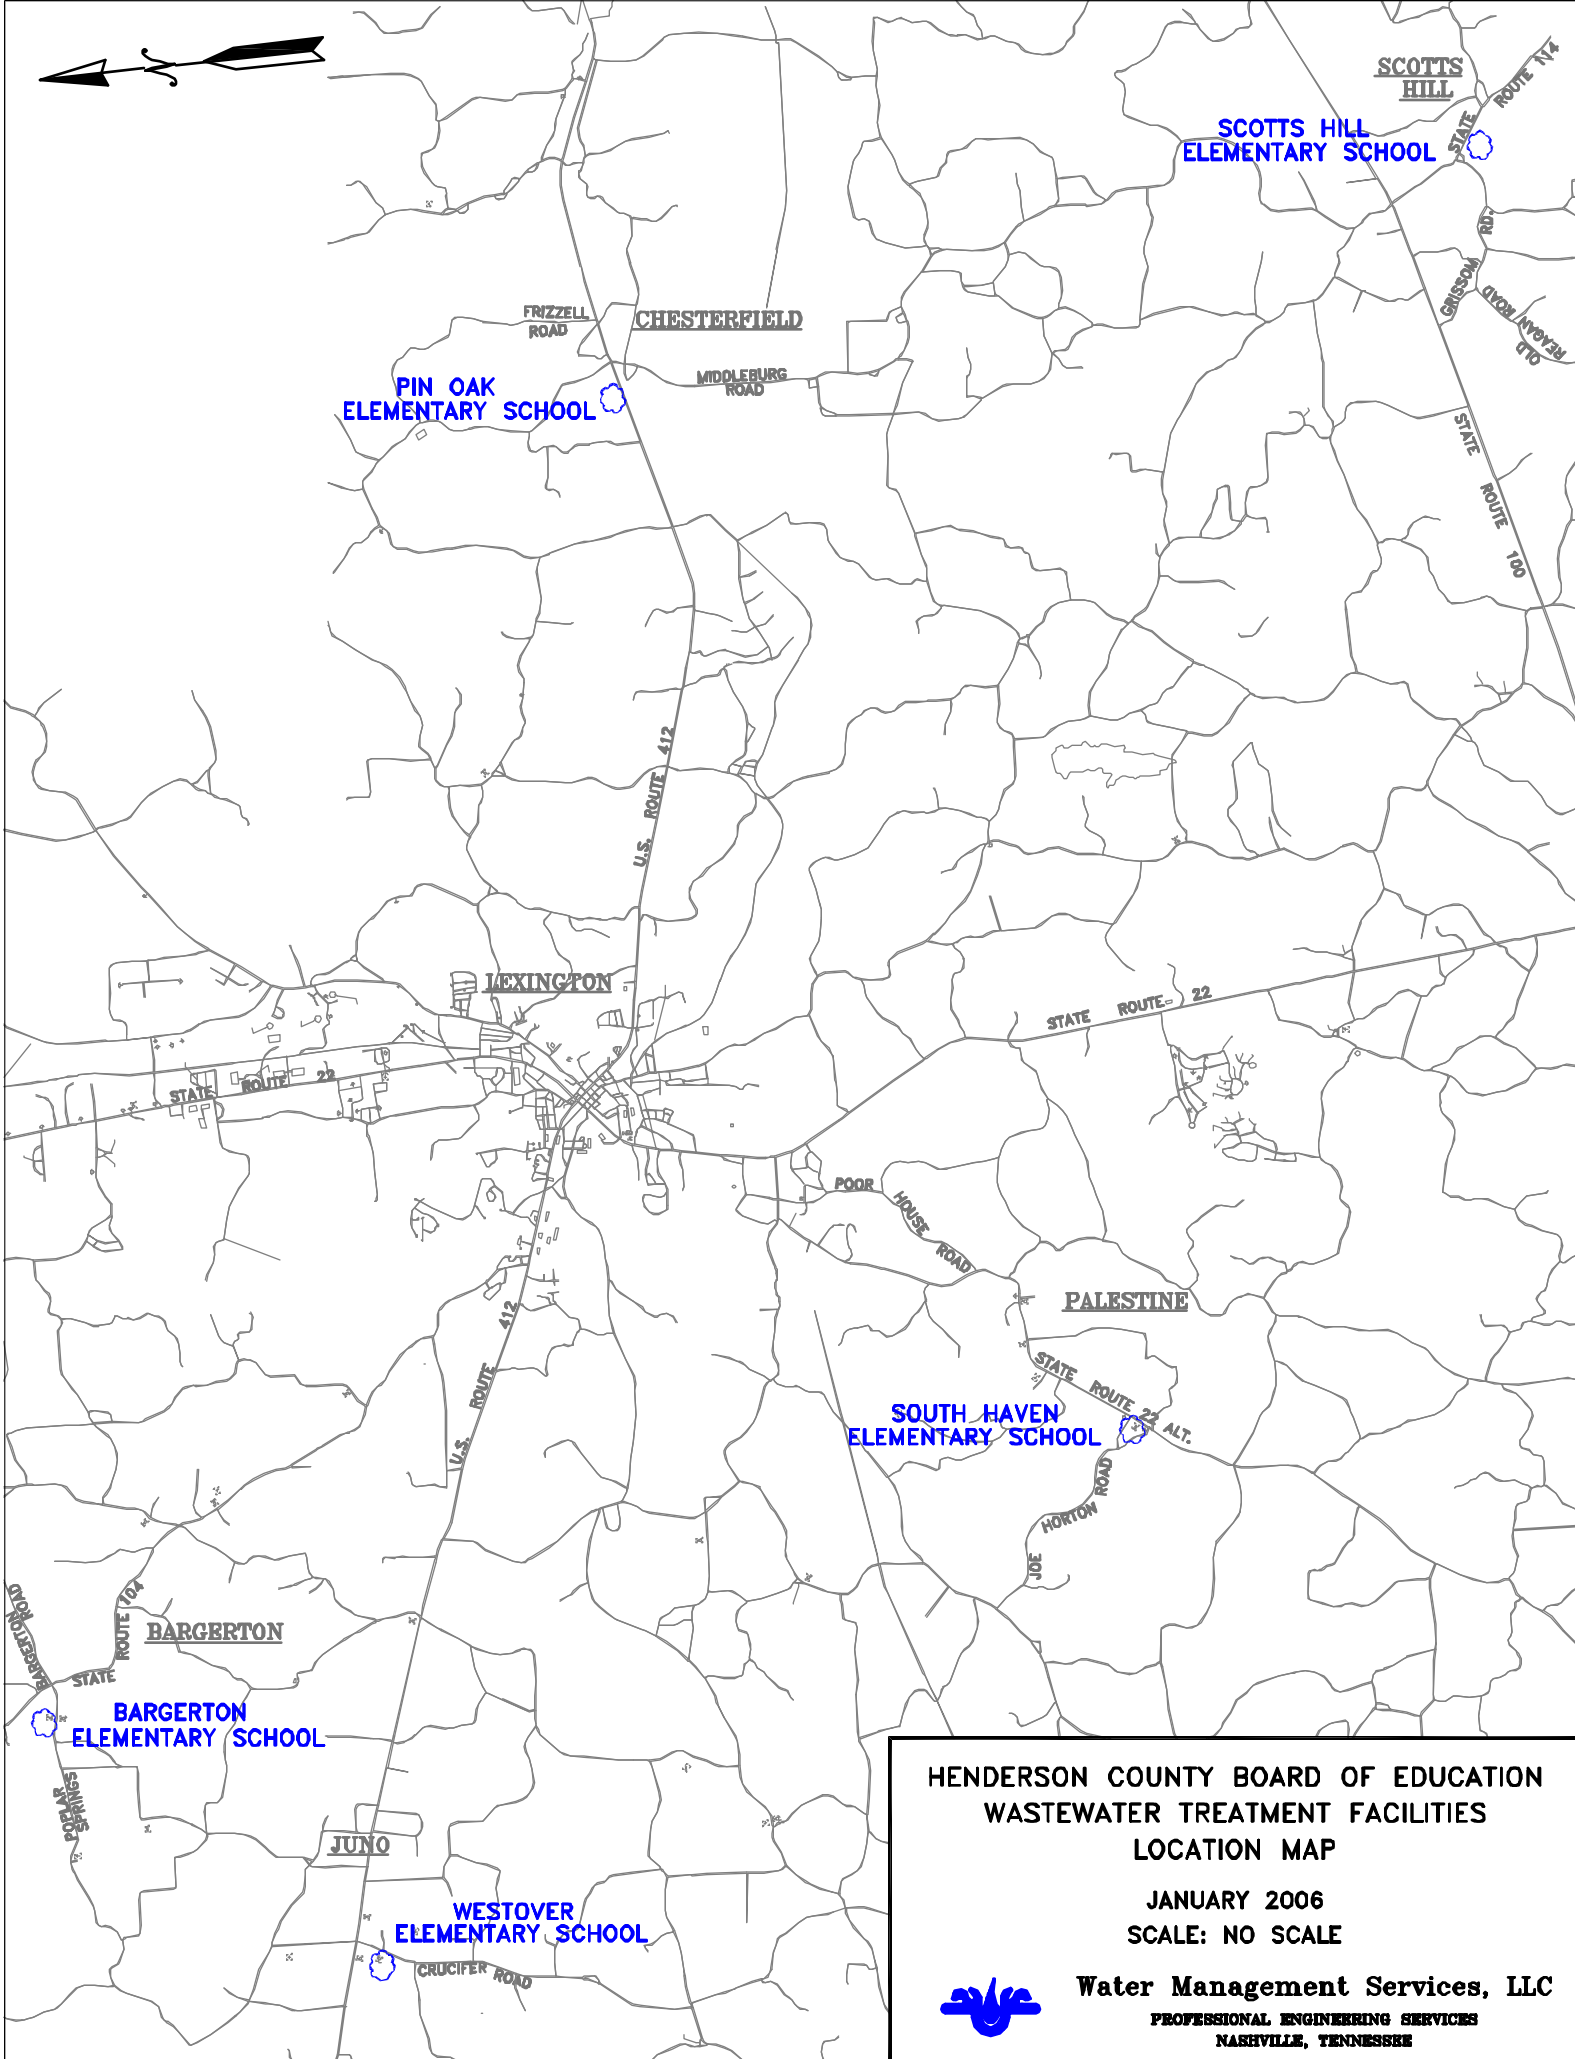 SCOTTS
HILL
STATE ROUTE 114
SCOTTS HILL
ELEMENTARY SCHOOL
GRISSOM RD.
OLD
REAGAN ROAD
FRIZZELL
ROAD
CHESTERFIELD
MIDDLEBURG
ROAD
PIN OAK
ELEMENTARY SCHOOL
STATE ROUTE 100
U.S. ROUTE 412
LEXINGTON
STATE ROUTE 22
STATE ROUTE 22
POOR HOUSE ROAD
PALESTINE
U.S. ROUTE 412
STATE ROUTE 22 ALT.
SOUTH HAVEN
ELEMENTARY SCHOOL
JOE HORTON ROAD
BARGERTON
ROAD
STATE ROUTE 104
BARGERTON
BARGERTON
BARGERTON
ELEMENTARY SCHOOL
POPLAR
SPRINGS
JUNO
WESTOVER
ELEMENTARY SCHOOL
CRUCIFER ROAD
HENDERSON COUNTY BOARD OF EDUCATION
WASTEWATER TREATMENT FACILITIES
LOCATION MAP
JANUARY 2006
SCALE: NO SCALE
Water Management Services, LLC
PROFESSIONAL ENGINEERING SERVICES
NASHVILLE, TENNESSEE